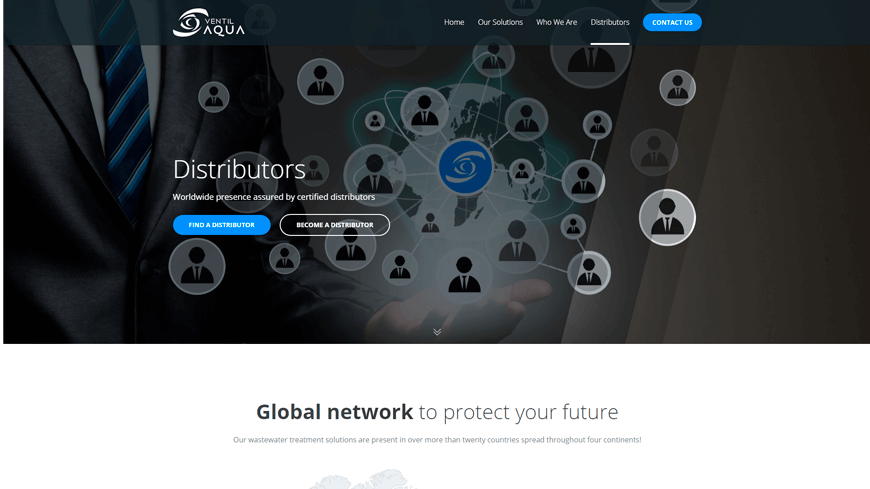 VENTIL
AQUA
Home
Our Solutions
Who We Are
Distributors
CONTACT US
Distributors
Worldwide presence assured by certified distributors
FIND A DISTRIBUTOR
BECOME A DISTRIBUTOR
Global network to protect your future
Our wastewater treatment solutions are present in over more than twenty countries spread throughout four continents!